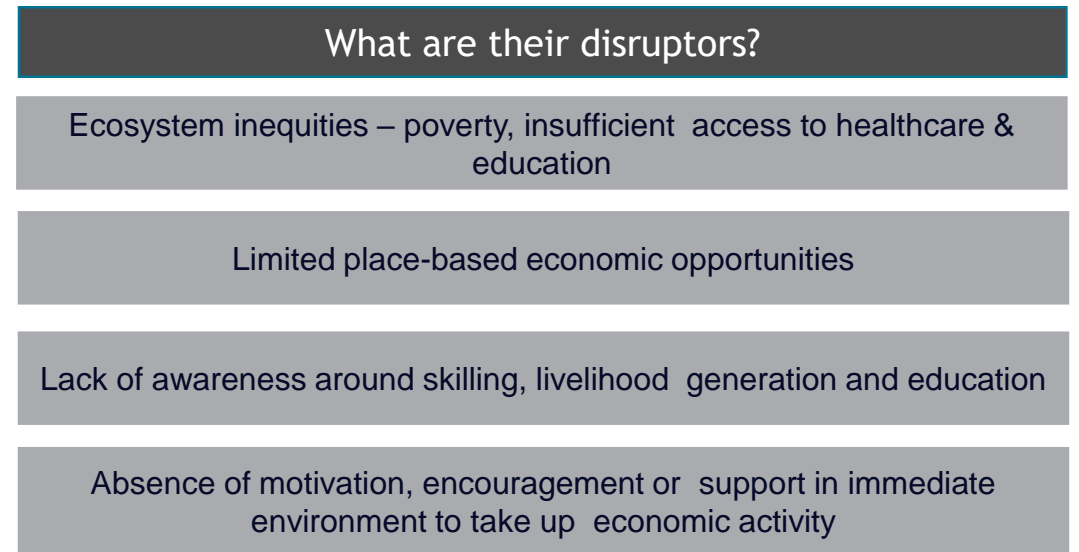 What are their disruptors?
Ecosystem inequities – poverty, insufficient access to healthcare &
education
Limited place-based economic opportunities
Lack of awareness around skilling, livelihood generation and education
Absence of motivation, encouragement or support in immediate
environment to take up economic activity